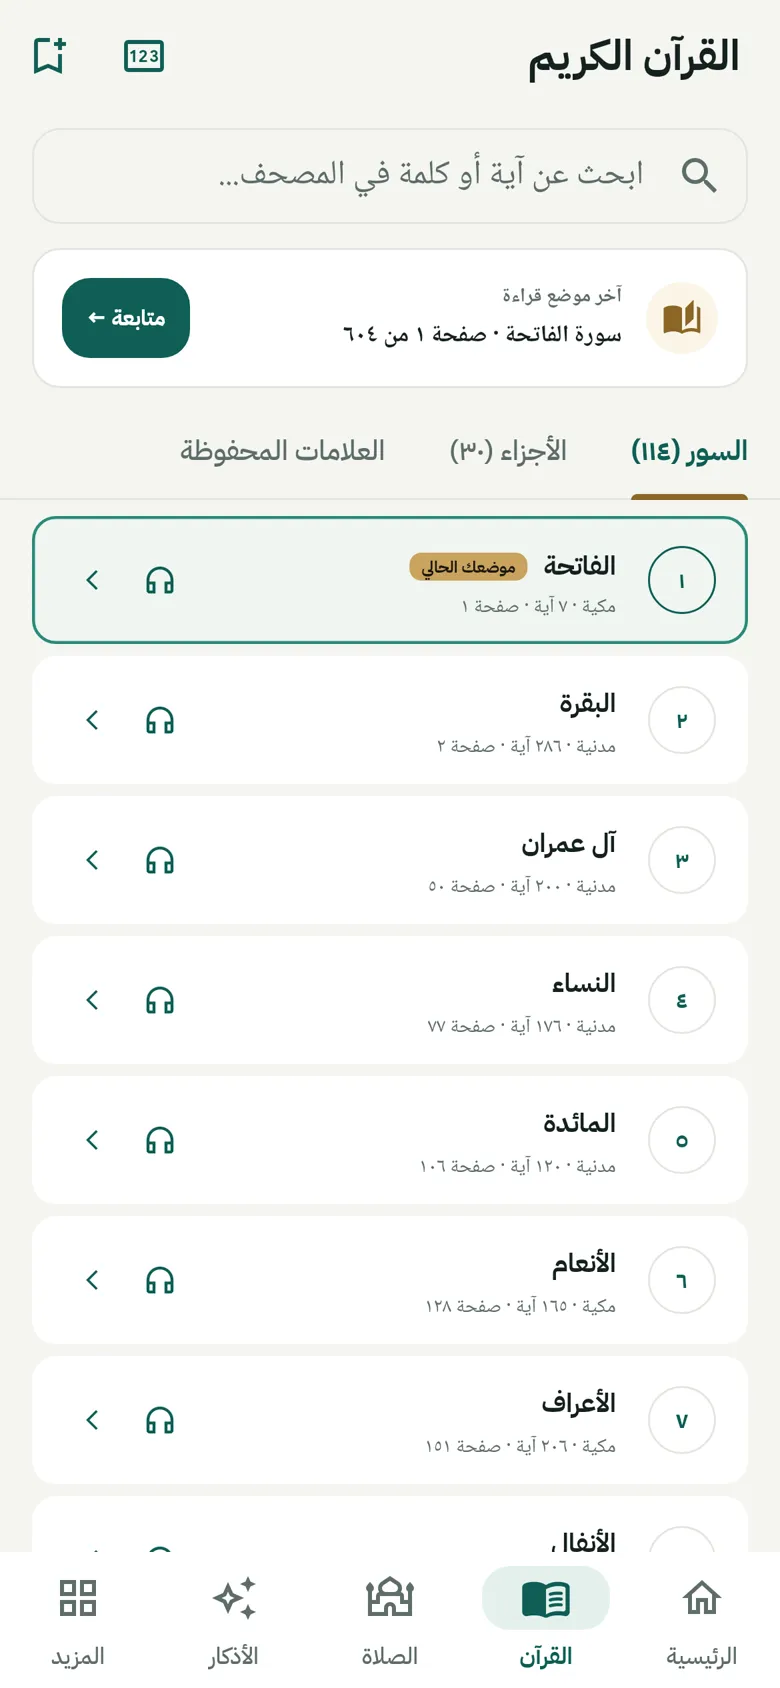 القرآن الكريم
123
ابحث عن آية أو كلمة في المصحف...
آخر موضع قراءة
سورة الفاتحة · صفحة ١ من ٦٠٤
متابعة ←
السور (١١٤)
الأجزاء (٣٠)
العلامات المحفوظة
١
الفاتحة
موضعك الحالي
مكية · ٧ آية · صفحة ١
٢
البقرة
مدنية · ٢٨٦ آية · صفحة ٢
٣
آل عمران
مدنية · ٢٠٠ آية · صفحة ٥٠
٤
النساء
مدنية · ١٧٦ آية · صفحة ٧٧
٥
المائدة
مدنية · ١٢٠ آية · صفحة ١٠٦
٦
الأنعام
مكية · ١٦٥ آية · صفحة ١٢٨
٧
الأعراف
مكية · ٢٠٦ آية · صفحة ١٥١
الأنفال
الرئيسية
القرآن
الصلاة
الأذكار
المزيد